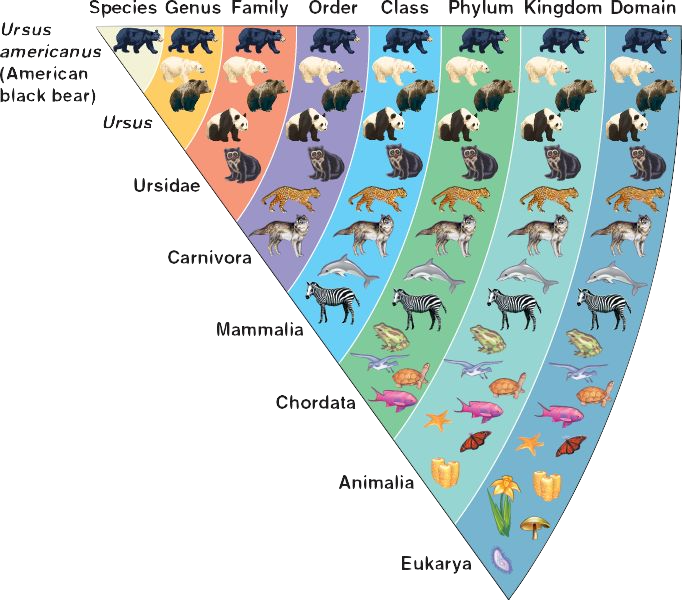 Species Genus Family Order Class Phylum Kingdom Domain
Ursus
americanus
(American
black bear)
Ursus
Ursidae
Carnivora
Mammalia
Chordata
Animalia
Eukarya